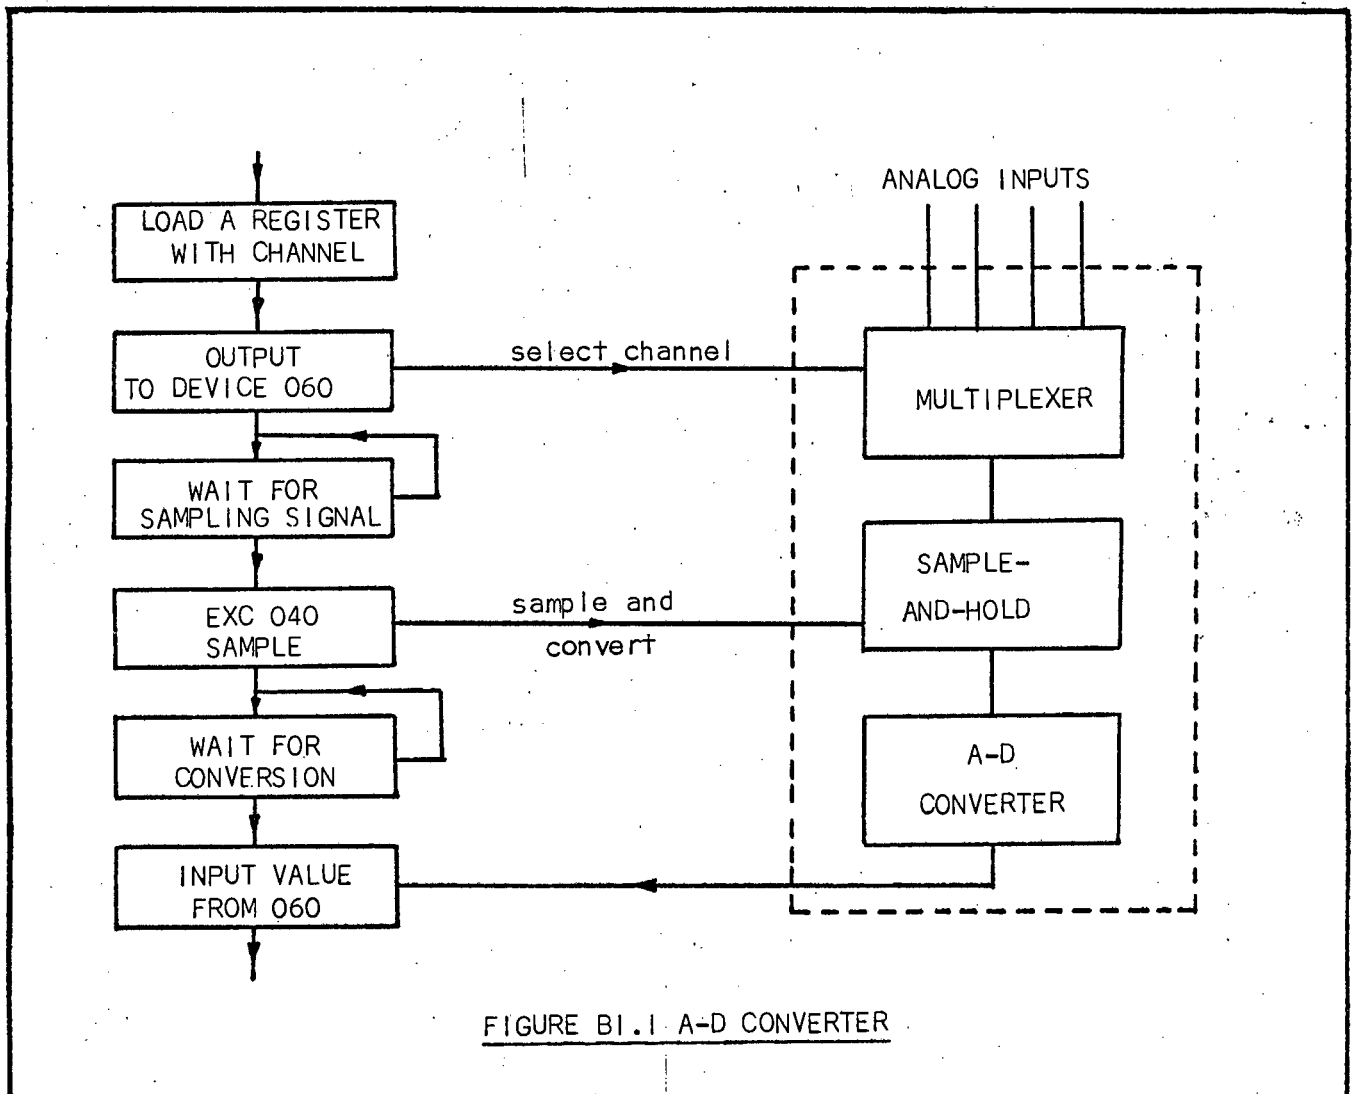 LOAD A REGISTER
WITH CHANNEL
OUTPUT
TO DEVICE 060
WAIT FOR
SAMPLING SIGNAL
EXC 040
SAMPLE
WAIT FOR
CONVERSION
INPUT VALUE
FROM 060
select channel
sample and
convert
ANALOG INPUTS
MULTIPLEXER
SAMPLE-
AND-HOLD
A-D
CONVERTER
FIGURE B1.1 A-D CONVERTER